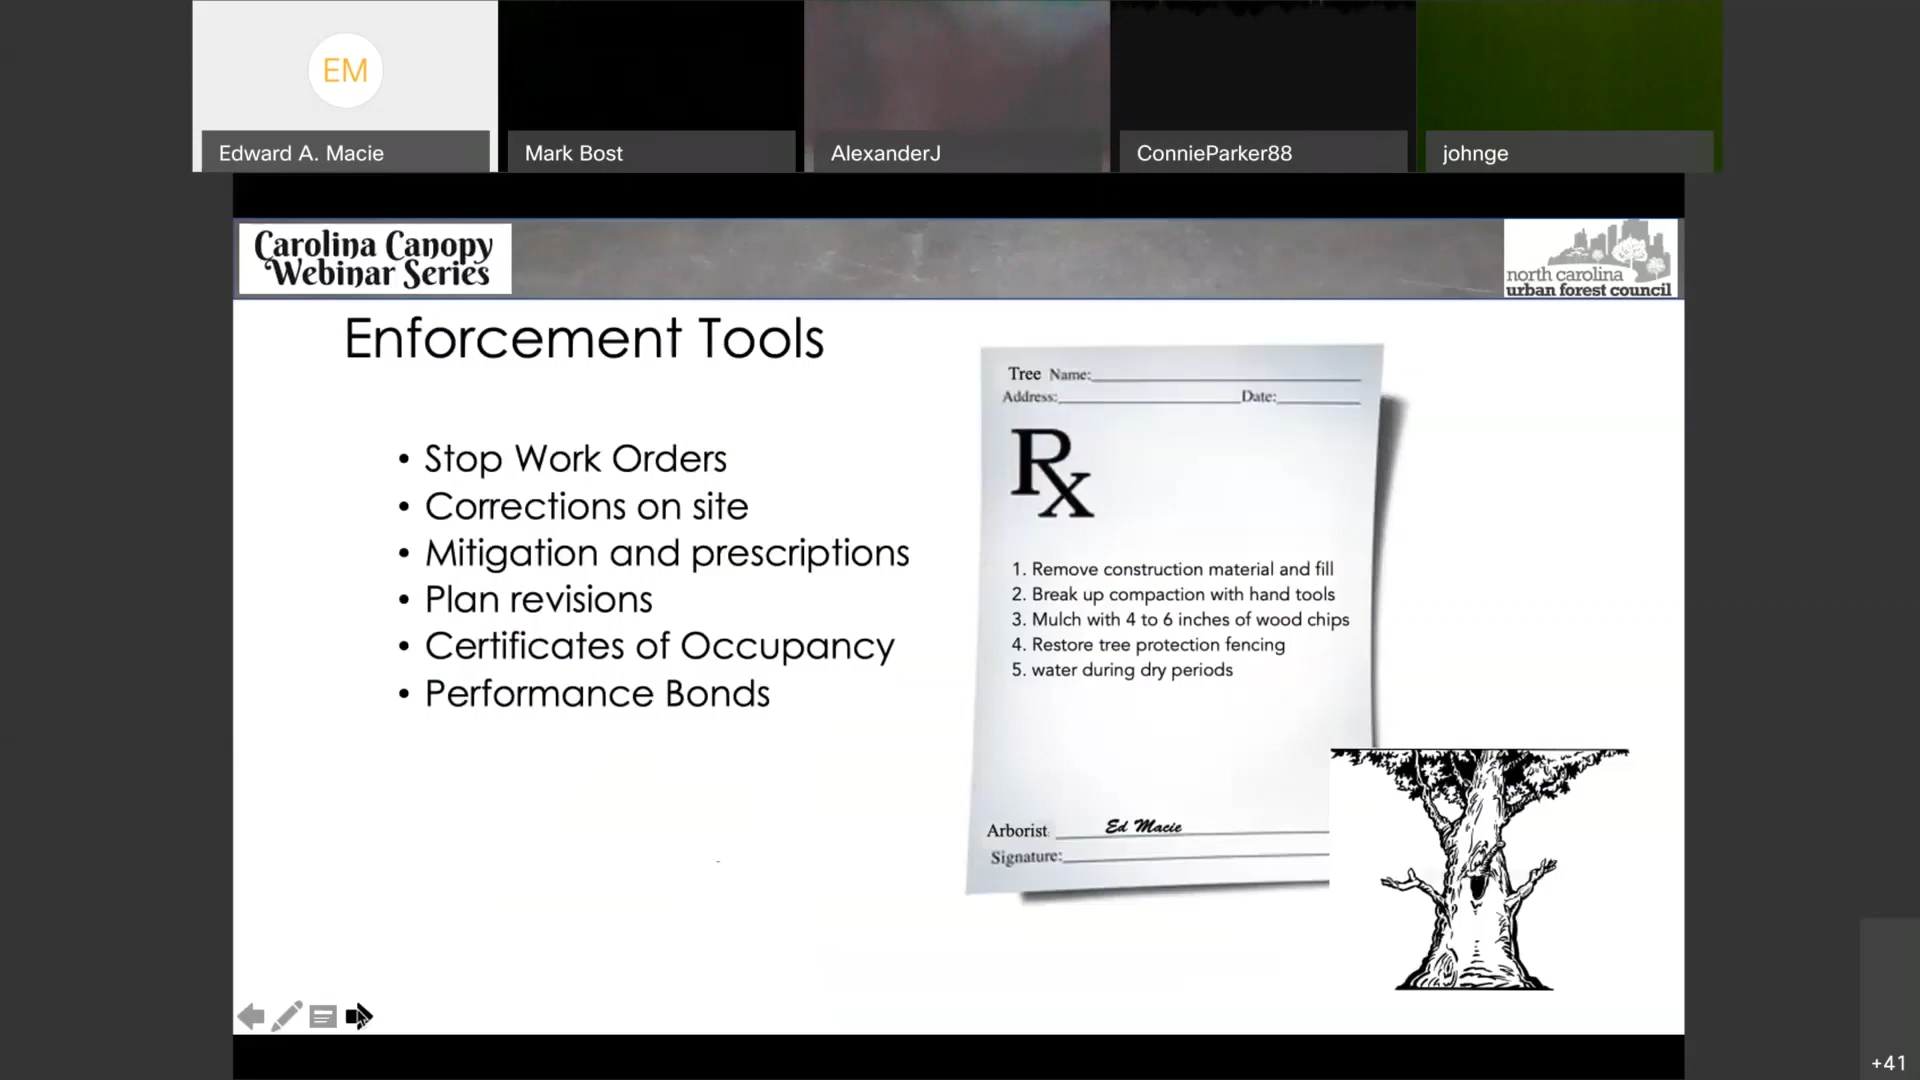 EM
Edward A. Macie
Mark Bost
AlexanderJ
ConnieParker88
johnge
Carolina Canopy
Webinar Series
north carolina
urban forest council
Enforcement Tools
• Stop Work Orders
• Corrections on site
• Mitigation and prescriptions
• Plan revisions
• Certificates of Occupancy
• Performance Bonds
Tree Name:
Address: Date:
Rx
1. Remove construction material and fill
2. Break up compaction with hand tools
3. Mulch with 4 to 6 inches of wood chips
4. Restore tree protection fencing
5. water during dry periods
Arborist Ed Macie
Signature:
+41